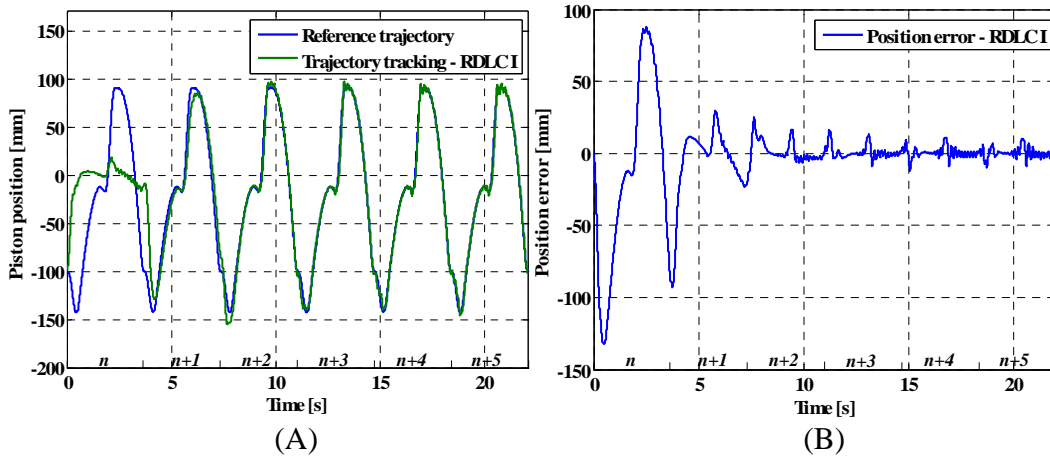 Piston position [mm]
150
100
50
0
-50
-100
-150
-200
Reference trajectory
Trajectory tracking - RDLC I
n n+1 n+2 n+3 n+4 n+5
0 5 10 15 20
Time [s]
(A)
Position error [mm]
100
50
0
-50
-100
-150
Position error - RDLC I
n n+1 n+2 n+3 n+4 n+5
0 5 10 15 20
Time [s]
(B)